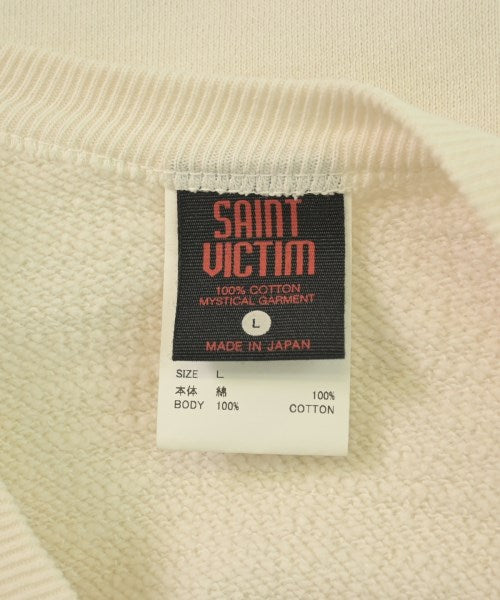 SAINT
VICTIM
100% COTTON
MYSTICAL GARMENT
L
MADE IN JAPAN
SIZE L
本体 綿 100%
BODY 100% COTTON